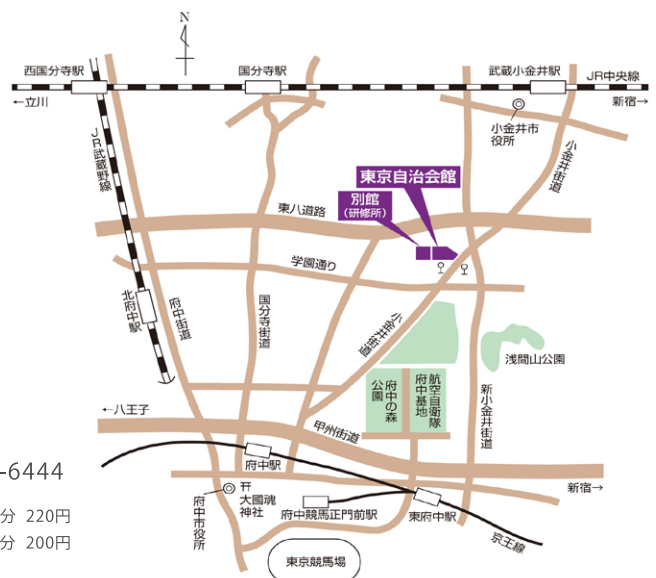 N
西国分寺駅
国分寺駅
武蔵小金井駅
JR中央線
←立川
新宿→
小金井市
役所
JR武蔵野線
小金井街道
東京自治会館
別館
(研修所)
東八道路
学園通り
北府中駅
府中街道
国分寺街道
小金井街道
浅間山公園
府中の森
公園
航空自衛隊
府中基地
新小金井街道
←八王子
甲州街道
-6444
府中駅
新宿→
分 220円
大國魂
神社
府中競馬正門前駅
東府中駅
分 200円
府中市役所
京王線
東京競馬場